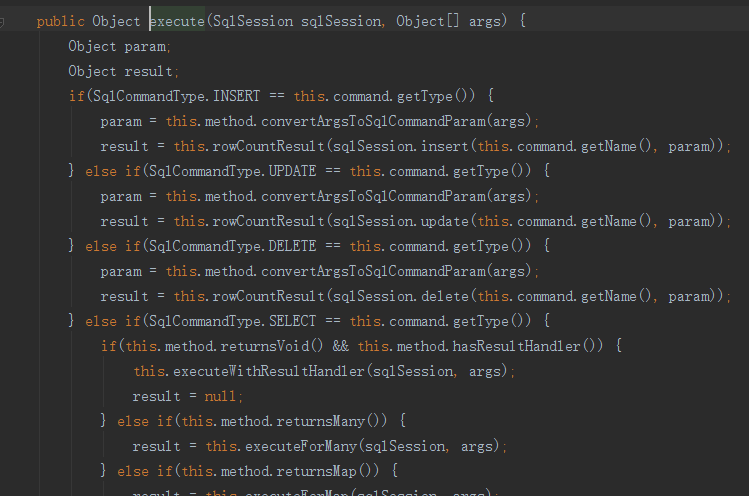 public Object execute(SqlSession sqlSession, Object[] args) {
Object param;
Object result;
if(SqlCommandType.INSERT == this.command.getType()) {
param = this.method.convertArgsToSqlCommandParam(args);
result = this.rowCountResult(sqlSession.insert(this.command.getName(), param));
} else if(SqlCommandType.UPDATE == this.command.getType()) {
param = this.method.convertArgsToSqlCommandParam(args);
result = this.rowCountResult(sqlSession.update(this.command.getName(), param));
} else if(SqlCommandType.DELETE == this.command.getType()) {
param = this.method.convertArgsToSqlCommandParam(args);
result = this.rowCountResult(sqlSession.delete(this.command.getName(), param));
} else if(SqlCommandType.SELECT == this.command.getType()) {
if(this.method.returnsVoid() && this.method.hasResultHandler()) {
this.executeWithResultHandler(sqlSession, args);
result = null;
} else if(this.method.returnsMany()) {
result = this.executeForMany(sqlSession, args);
} else if(this.method.returnsMap()) {
result = this.executeForMap(sqlSession, args);